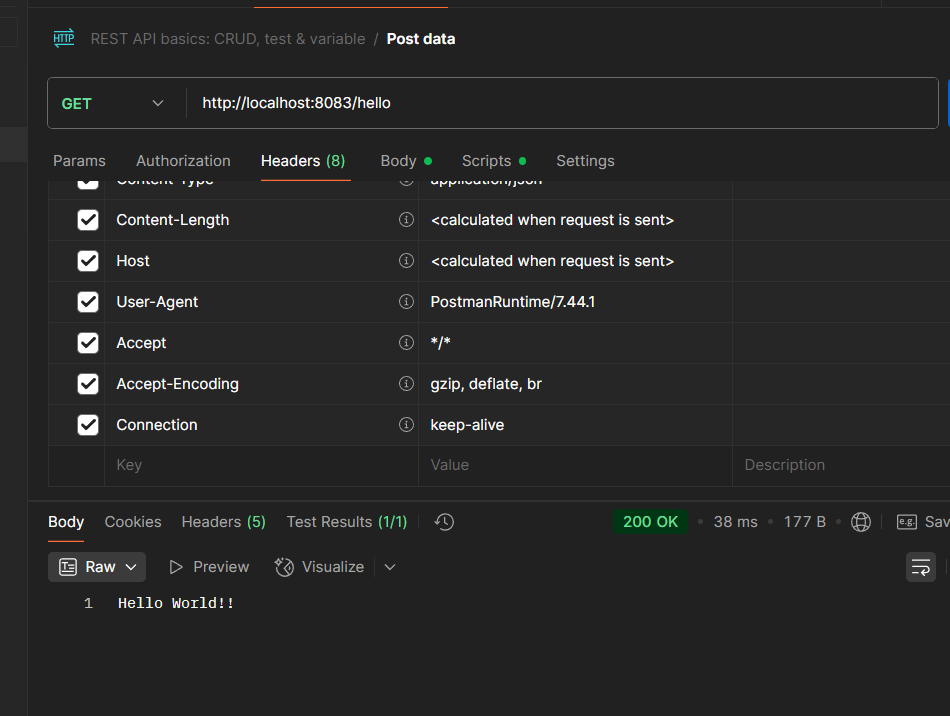 HTTP REST API basics: CRUD, test & variable / Post data
GET http://localhost:8083/hello
Params Authorization Headers (8) Body Scripts Settings
Content-Type application/json
Content-Length <calculated when request is sent>
Host <calculated when request is sent>
User-Agent PostmanRuntime/7.44.1
Accept */*
Accept-Encoding gzip, deflate, br
Connection keep-alive
Key Value Description
Body Cookies Headers (5) Test Results (1/1) 200 OK 38 ms 177 B e.g. Sav
Raw Preview Visualize
1 Hello World!!